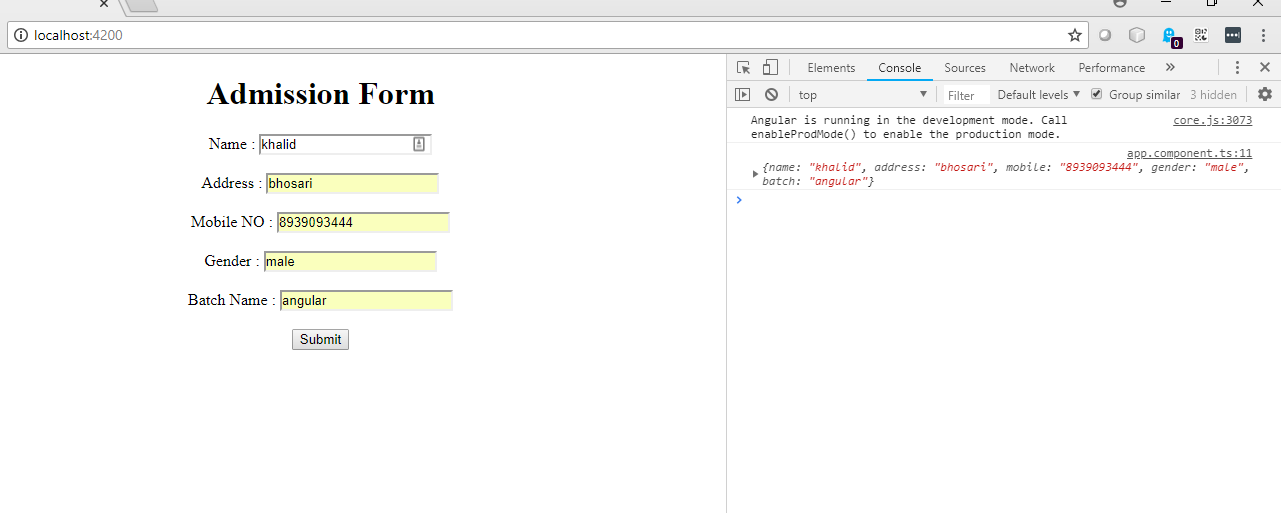 localhost:4200
0
Admission Form
Name : khalid
Address : bhosari
Mobile NO : 8939093444
Gender : male
Batch Name : angular
Submit
Elements Console Sources Network Performance »
top Filter Default levels ▼ Group similar 3 hidden
Angular is running in the development mode. Call core.js:3073
enableProdMode() to enable the production mode.
app.component.ts:11
{name: "khalid", address: "bhosari", mobile: "8939093444", gender: "male",
batch: "angular"}